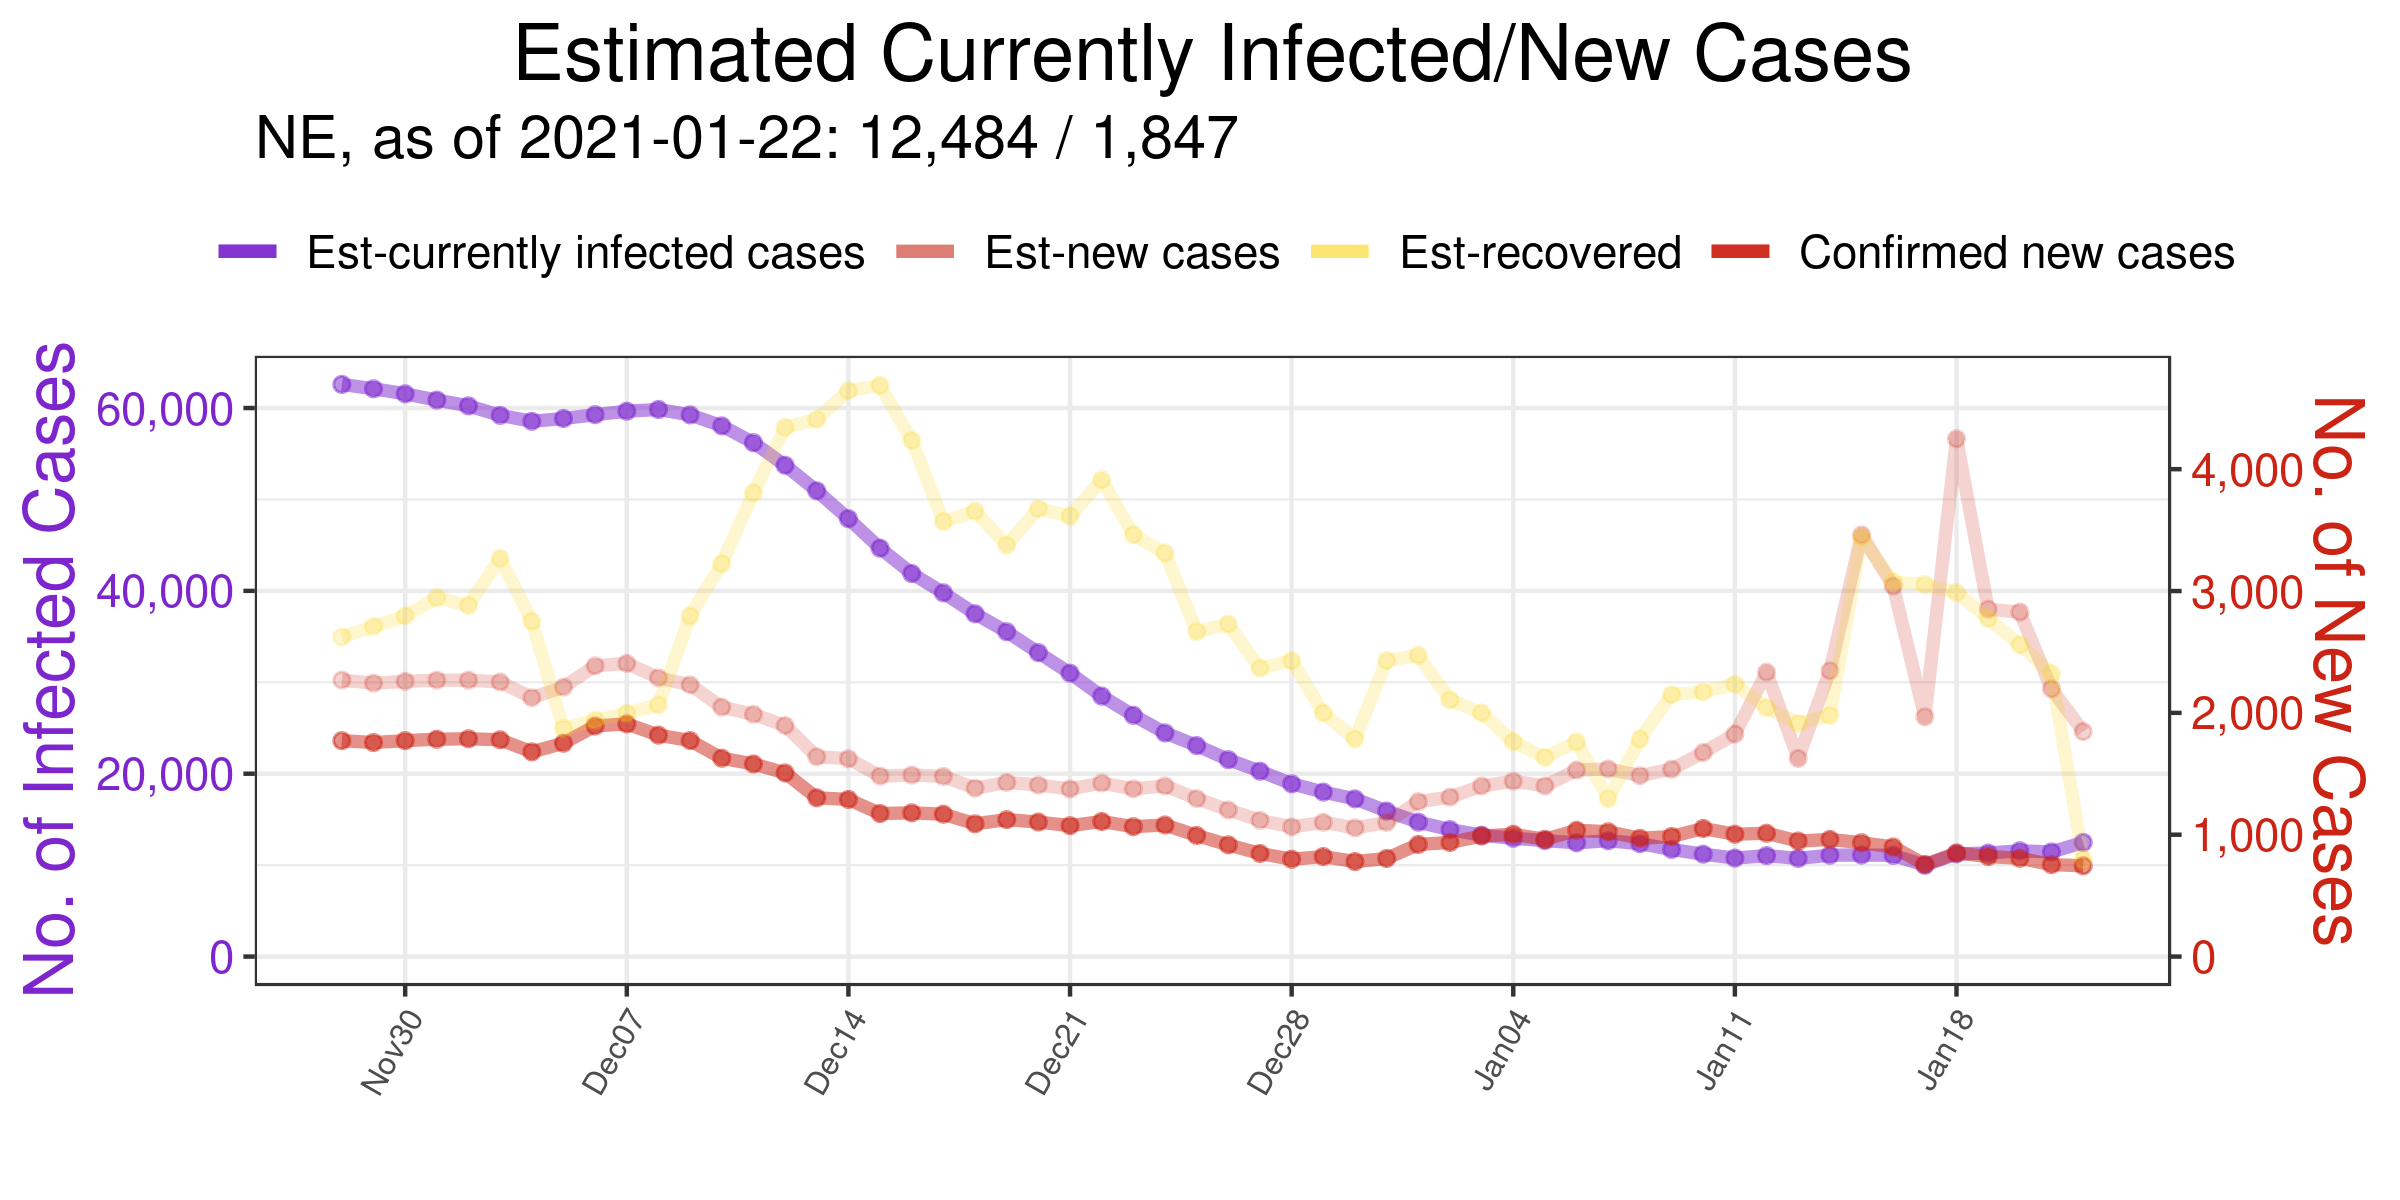 Estimated Currently Infected/New Cases
NE, as of 2021-01-22: 12,484 / 1,847
Est-currently infected cases
Est-new cases
Est-recovered
Confirmed new cases
No. of Infected Cases
60,000
40,000
20,000
0
No. of New Cases
4,000
3,000
2,000
1,000
0
Nov30
Dec07
Dec14
Dec21
Dec28
Jan04
Jan11
Jan18